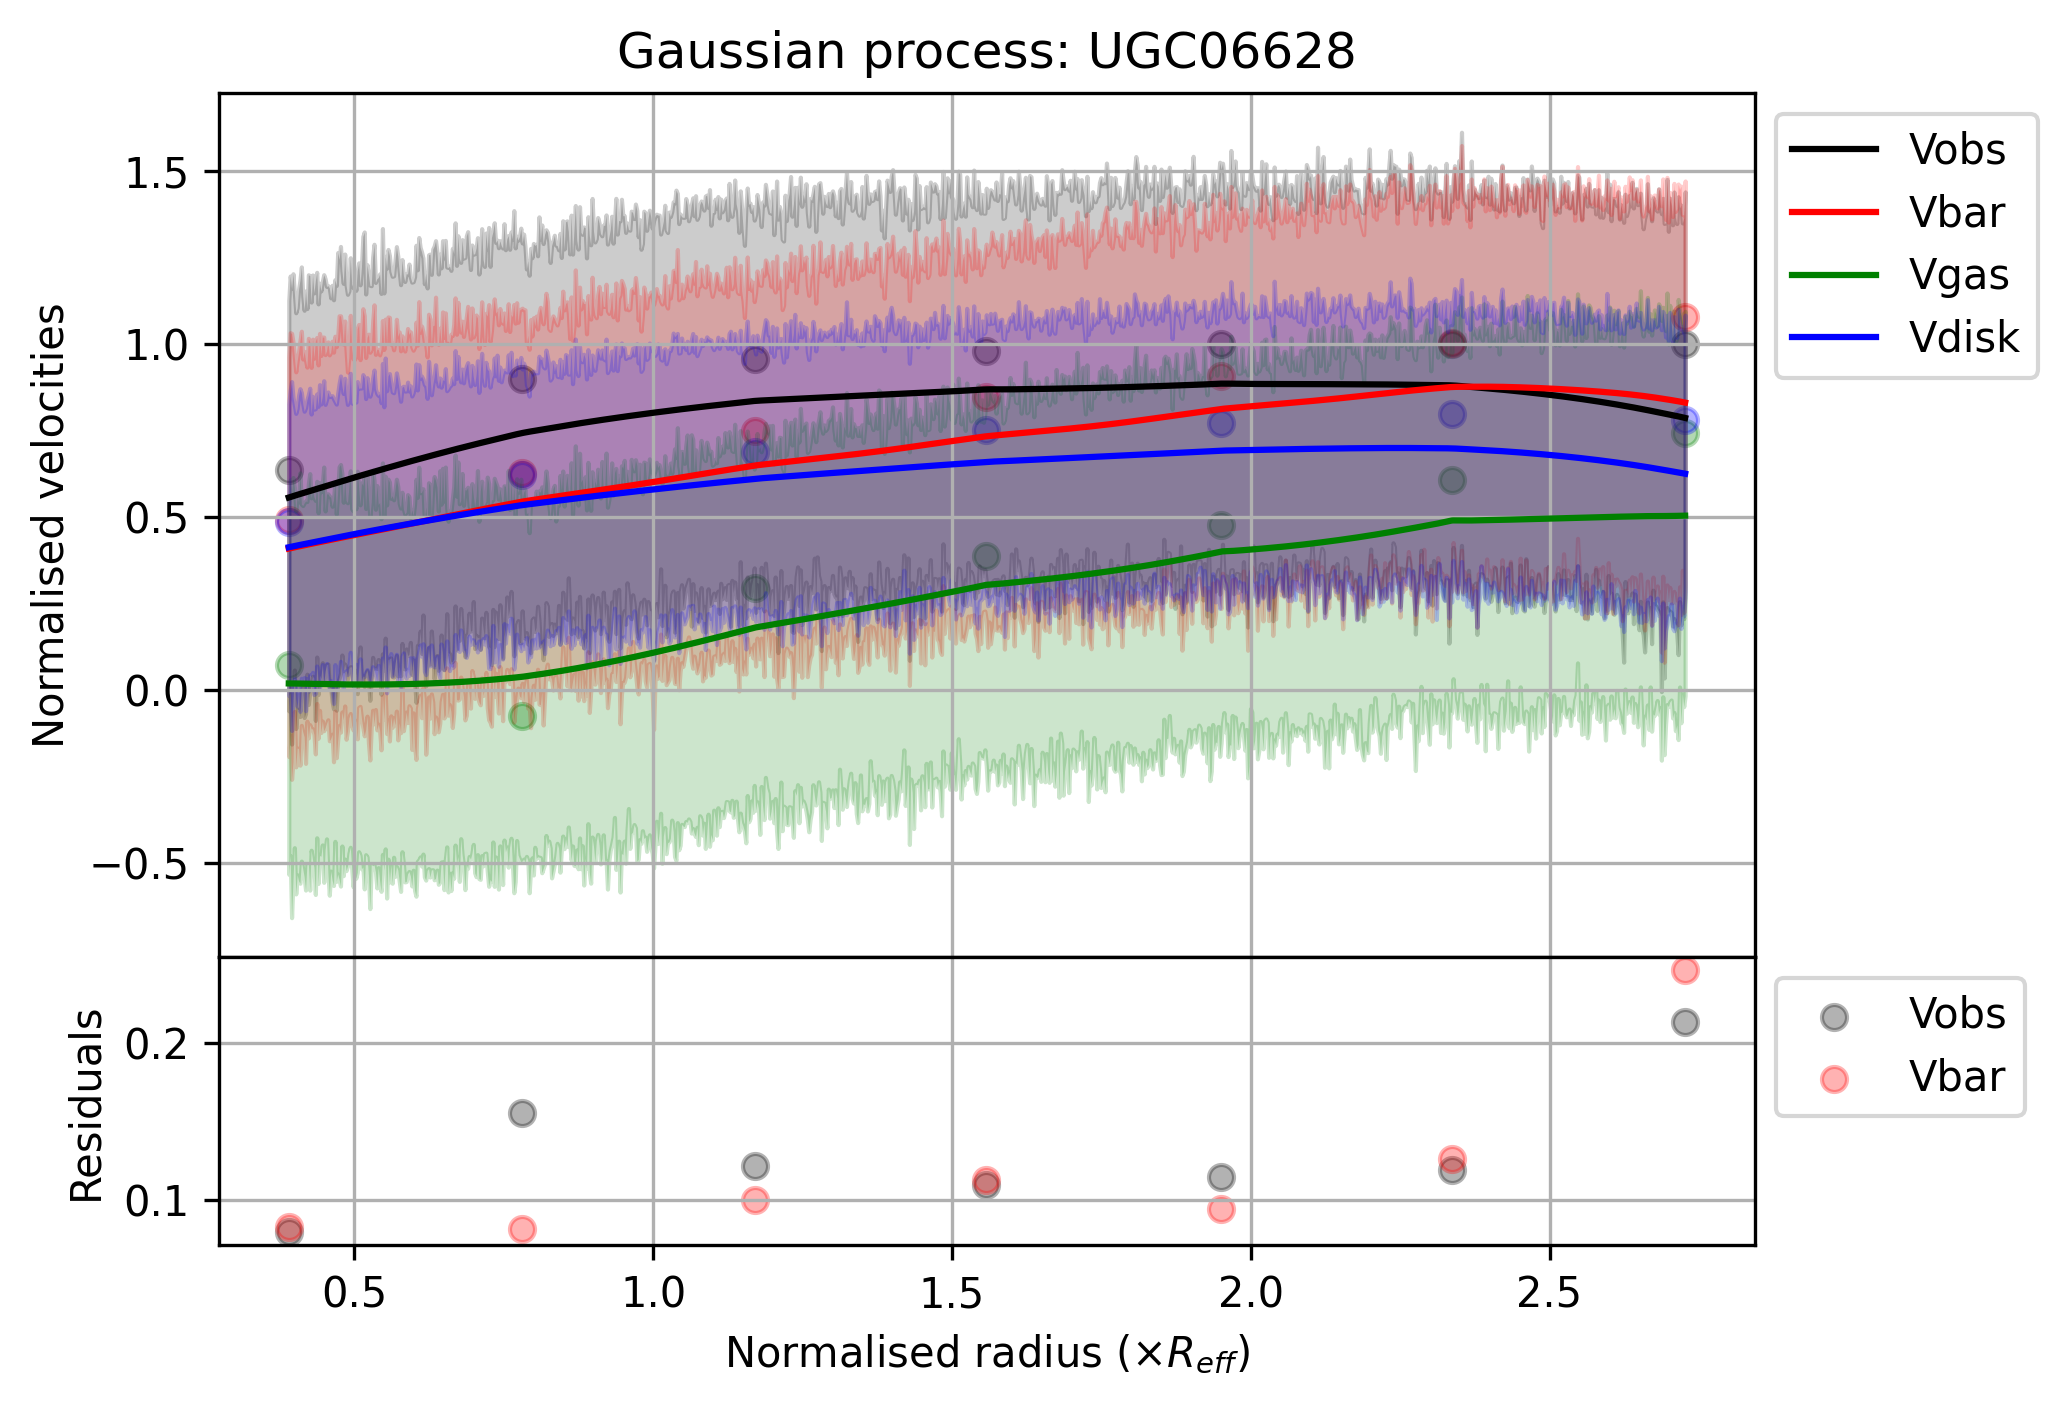 Gaussian process: UGC06628
Normalised velocities
1.5
1.0
0.5
0.0
−0.5
Vobs
Vbar
Vgas
Vdisk
Residuals
0.2
0.1
Vobs
Vbar
0.5 1.0 1.5 2.0 2.5
Normalised radius (×R_eff)